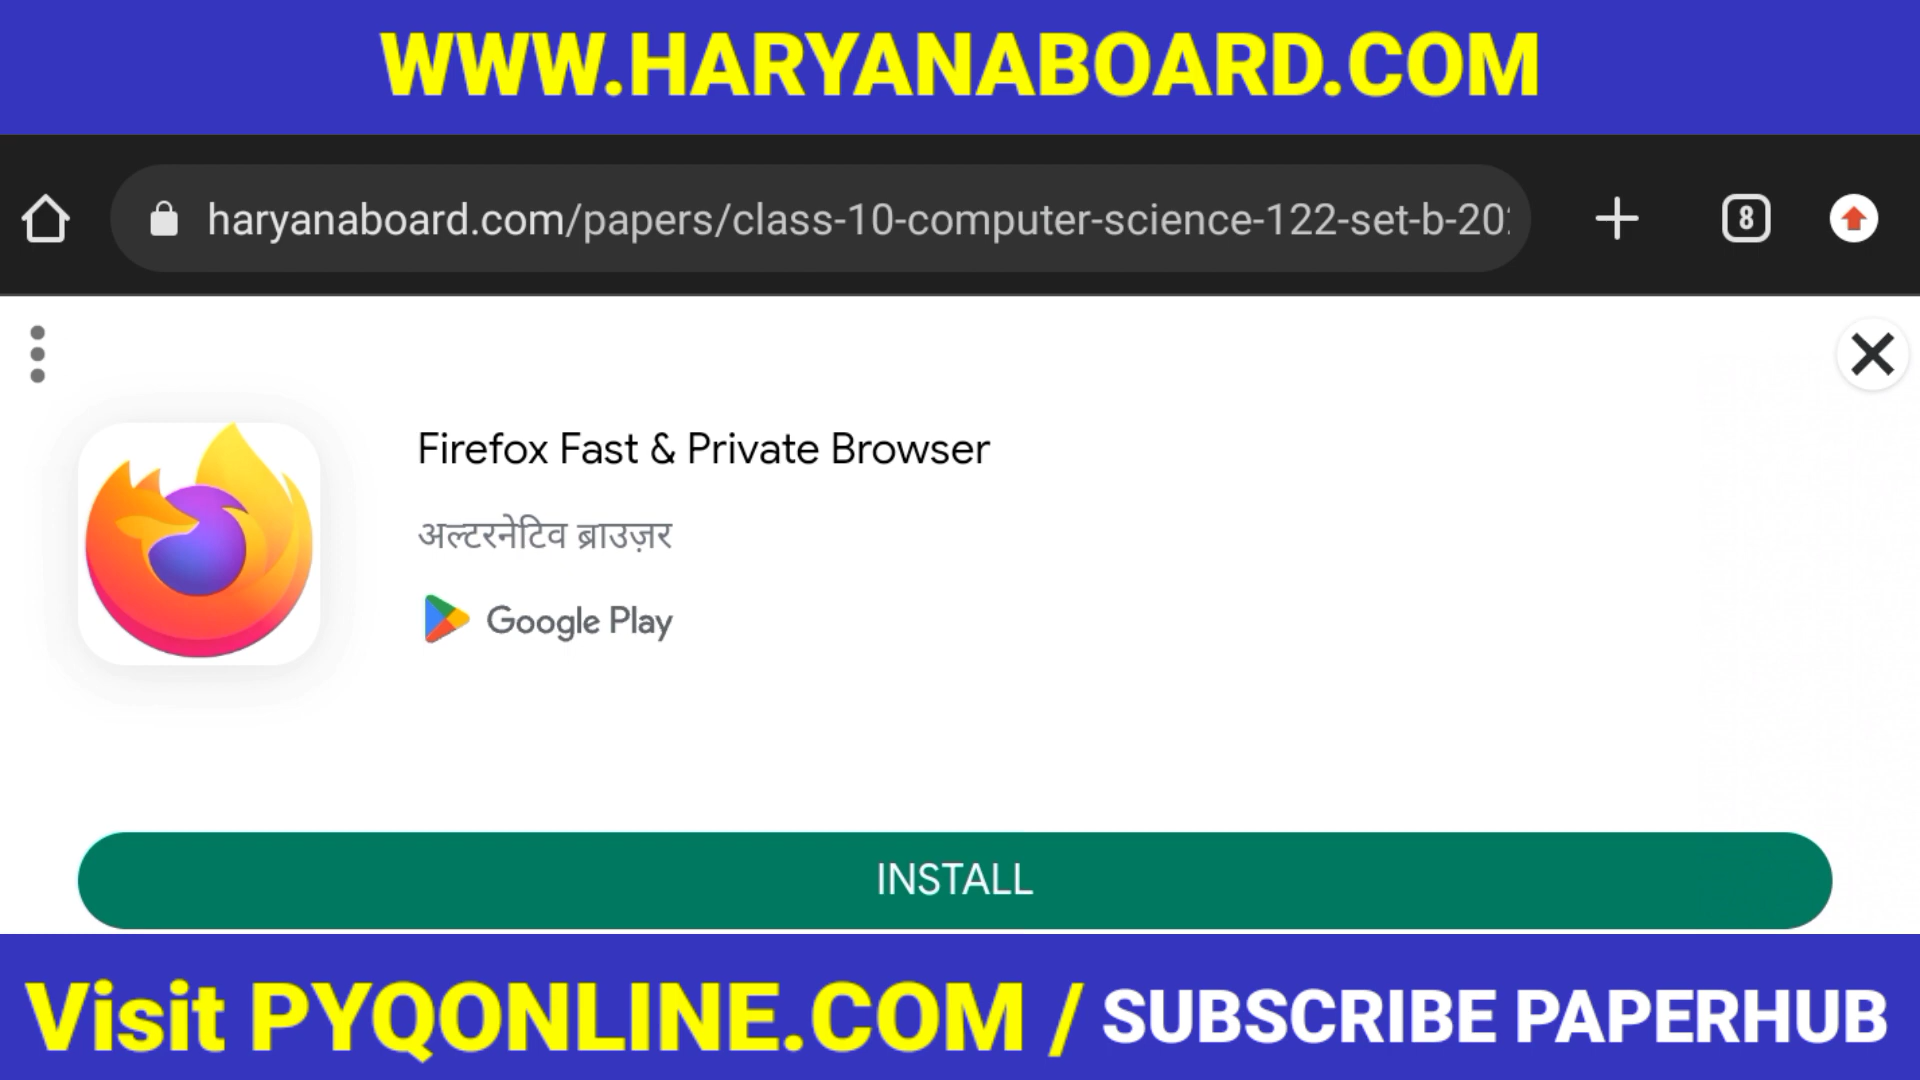 WWW.HARYANABOARD.COM
haryanaboard.com/papers/class-10-computer-science-122-set-b-20
8
Firefox Fast & Private Browser
अल्टरनेटिव ब्राउज़र
Google Play
INSTALL
Visit PYQONLINE.COM / SUBSCRIBE PAPERHUB